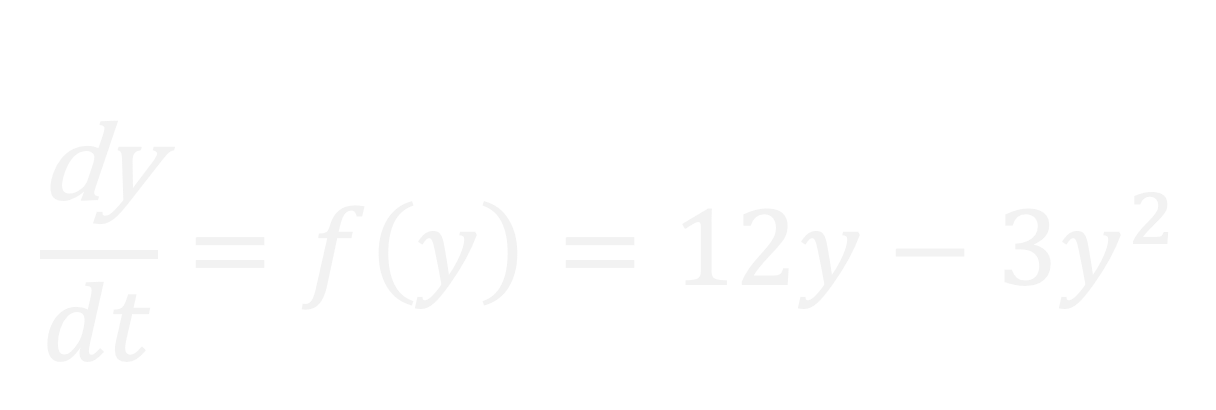 dy/dt = f(y) = 12y − 3y²